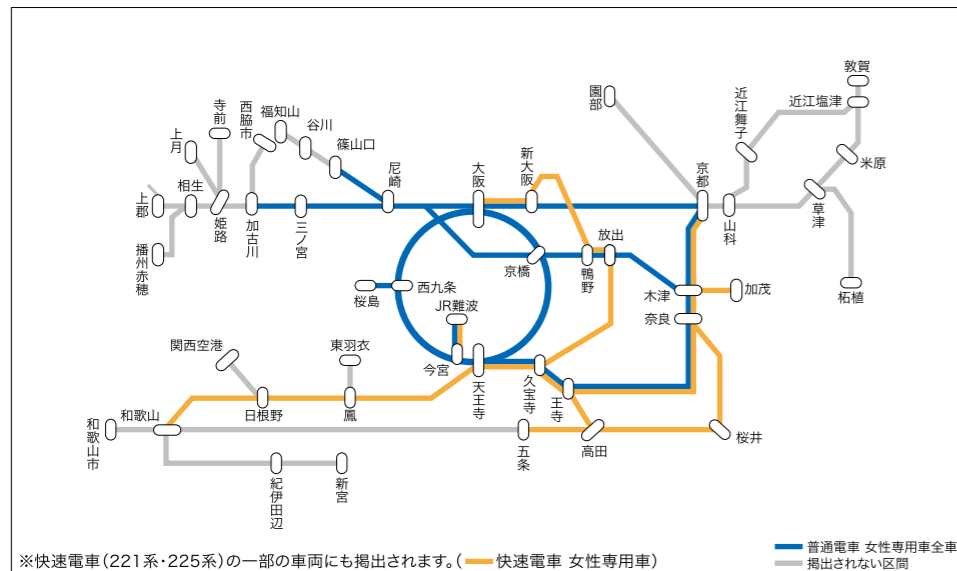 敦賀
近江塩津
園部
近江舞子
米原
寺前
西脇市
福知山
谷川
篠山口
上月
尼崎
大阪
新大阪
京都
山科
草津
上郡
相生
姫路
加古川
三ノ宮
播州赤穂
京橋
鴨野
放出
柘植
桜島
西九条
木津
加茂
JR難波
奈良
今宮
天王寺
久宝寺
王寺
関西空港
東羽衣
日根野
鳳
和歌山市
和歌山
五条
高田
桜井
紀伊田辺
新宮
※快速電車(221系・225系)の一部の車両にも掲出されます。( 快速電車 女性専用車)
普通電車 女性専用車全車
掲出されない区間